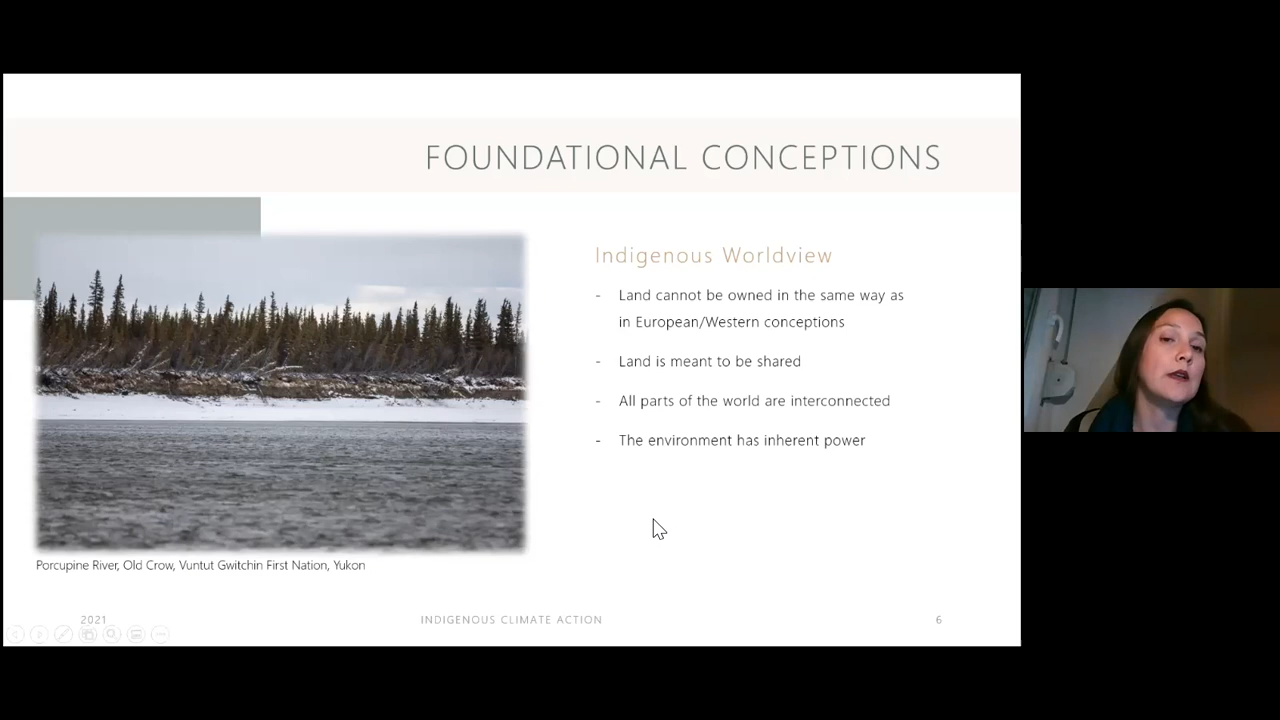 FOUNDATIONAL CONCEPTIONS
Indigenous Worldview
- Land cannot be owned in the same way as
in European/Western conceptions
- Land is meant to be shared
- All parts of the world are interconnected
- The environment has inherent power
Porcupine River, Old Crow, Vuntut Gwitchin First Nation, Yukon
2021
INDIGENOUS CLIMATE ACTION
6